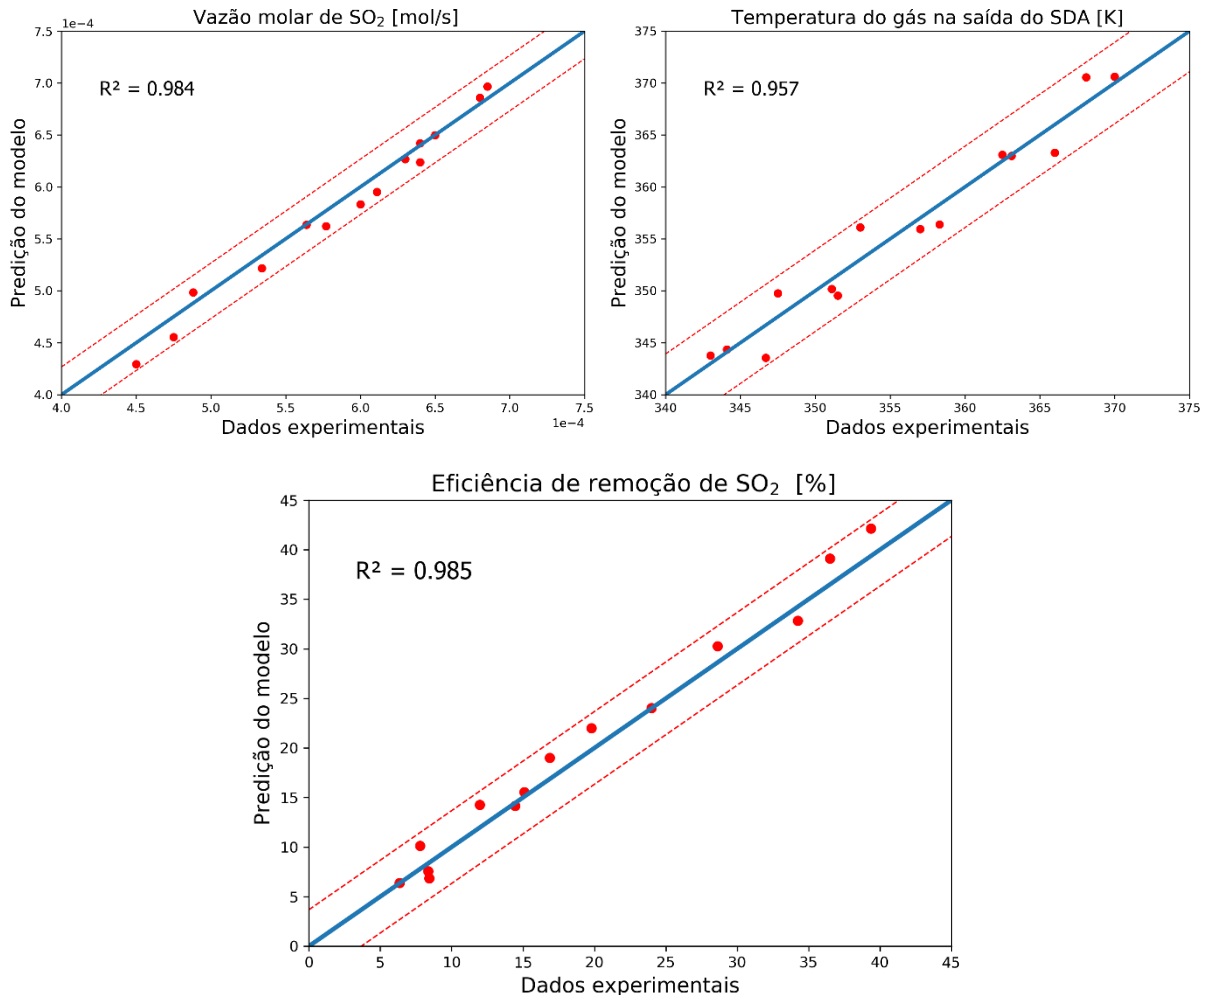 Vazão molar de SO₂ [mol/s]
1e−4
7.5
7.0
6.5
6.0
5.5
5.0
4.5
4.0
R² = 0.984
Predição do modelo
4.0 4.5 5.0 5.5 6.0 6.5 7.0 7.5
Dados experimentais
1e−4
Temperatura do gás na saída do SDA [K]
375
370
365
360
355
350
345
340
R² = 0.957
Predição do modelo
340 345 350 355 360 365 370 375
Dados experimentais
Eficiência de remoção de SO₂ [%]
45
40
35
30
25
20
15
10
5
0
R² = 0.985
Predição do modelo
0 5 10 15 20 25 30 35 40 45
Dados experimentais